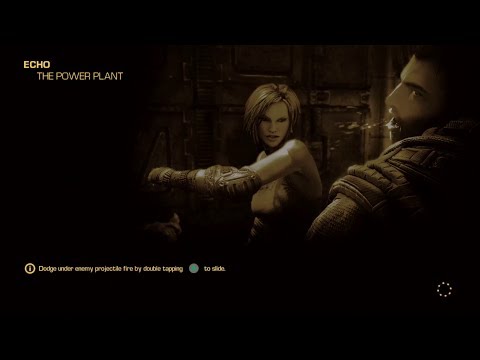 ECHO
THE POWER PLANT
Dodge under enemy projectile fire by double tapping to slide.